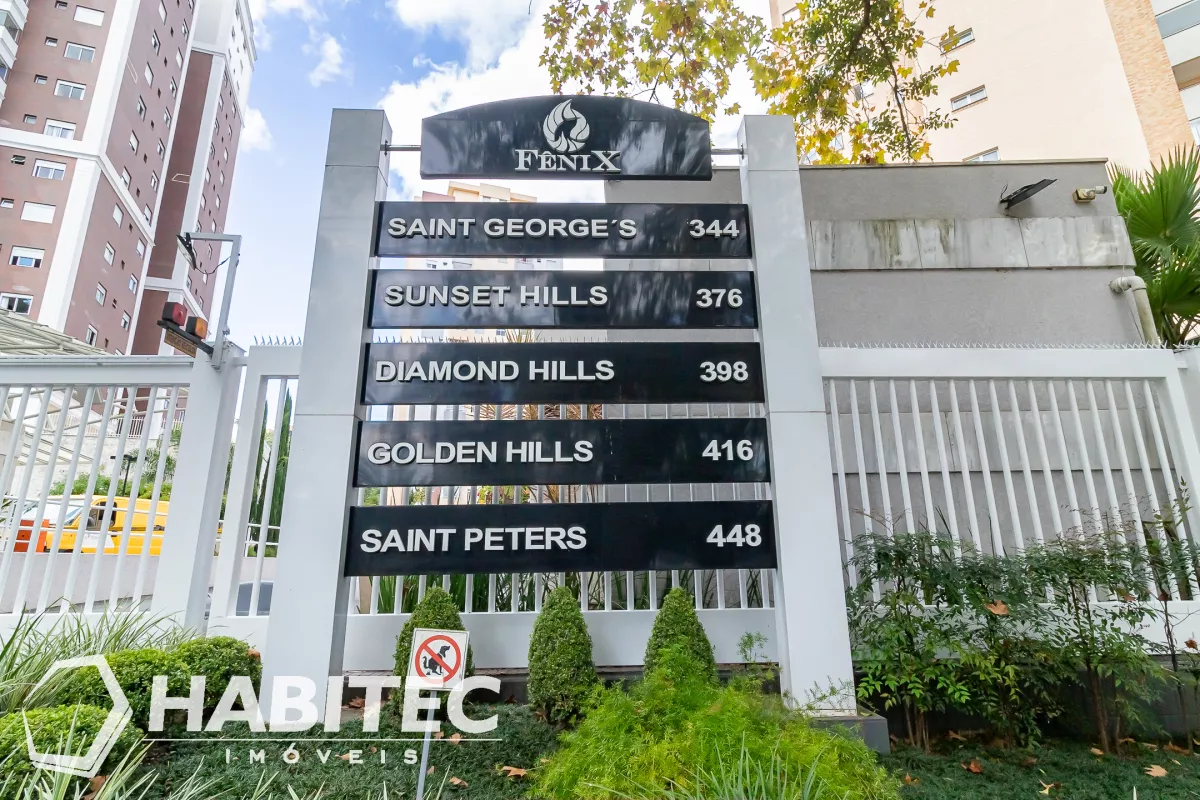 FÊNIX
SAINT GEORGE´S 344
SUNSET HILLS 376
DIAMOND HILLS 398
GOLDEN HILLS 416
SAINT PETERS 448
HABITEC
IMÓVEIS